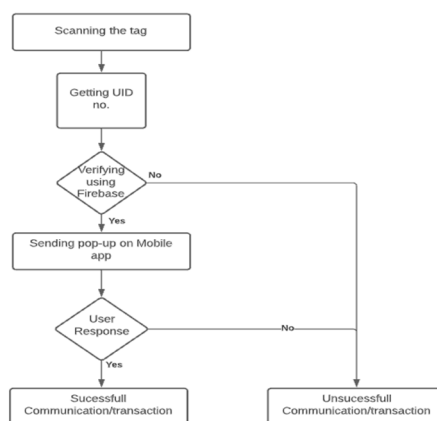 Scanning the tag
Getting UID
no.
Verifying
using
Firebase
No
Yes
Sending pop-up on Mobile
app
User
Response
No
Yes
Sucessfull
Communication/transaction
Unsucessfull
Communication/transaction